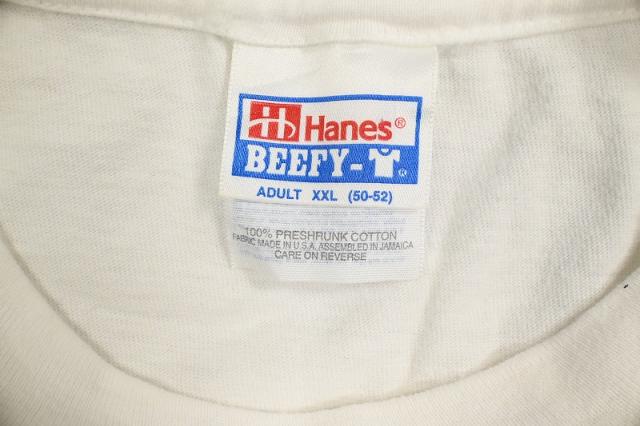 Hanes®
BEEFY-T®
ADULT XXL (50-52)
100% PRESHRUNK COTTON
FABRIC MADE IN U.S.A. ASSEMBLED IN JAMAICA
CARE ON REVERSE